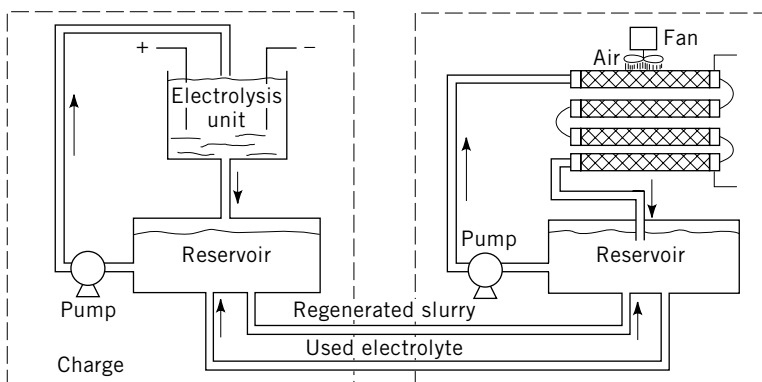 +
−
Electrolysis
unit
Reservoir
Pump
Charge
Fan
Air
Pump
Reservoir
Regenerated slurry
Used electrolyte